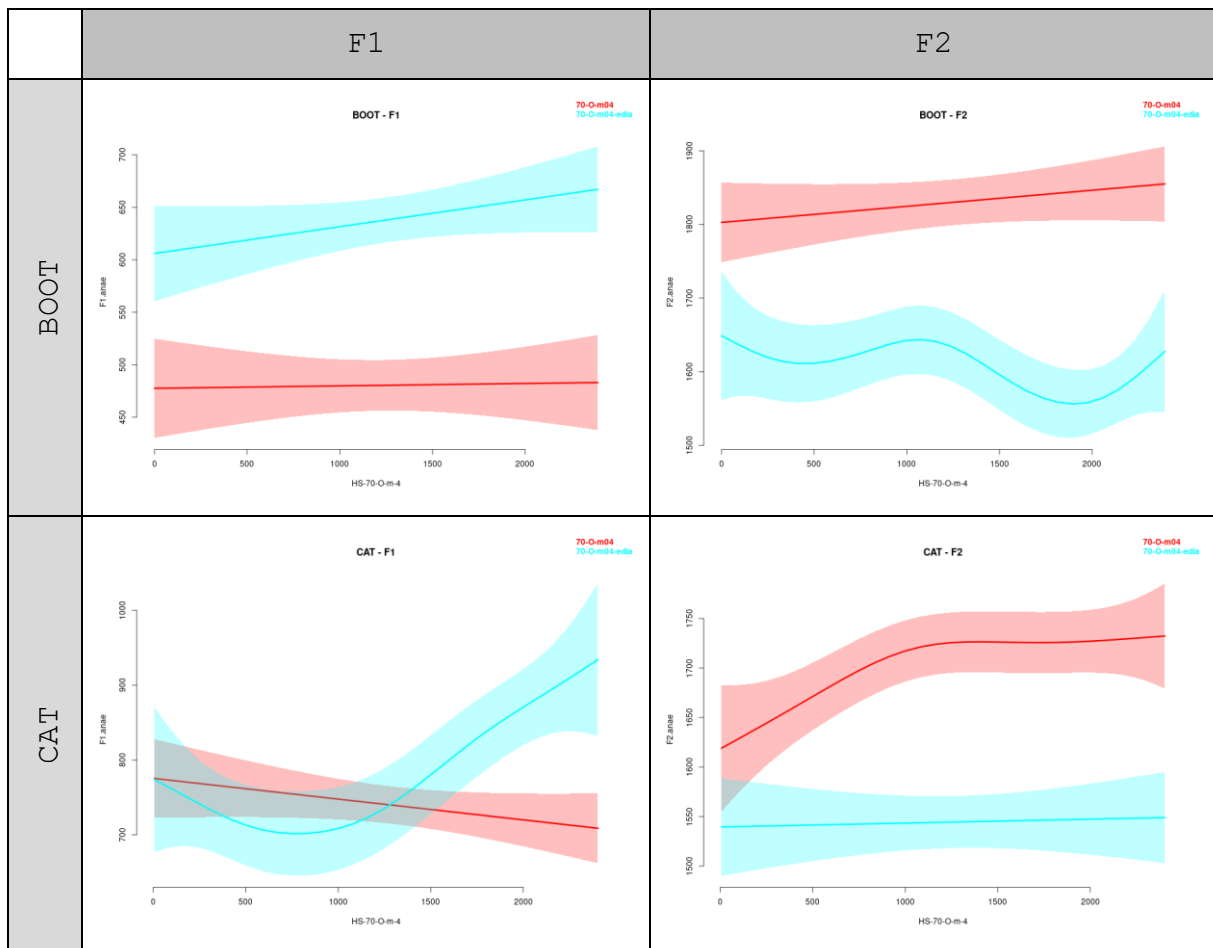 F1
F2
BOOT
BOOT - F1
70-O-m04
70-O-m04-edia
F1.anae
700
650
600
550
500
450
0 500 1000 1500 2000
HS-70-O-m-4
BOOT - F2
70-O-m04
70-O-m04-edia
F2.anae
1900
1800
1700
1600
1500
0 500 1000 1500 2000
HS-70-O-m-4
CAT
CAT - F1
70-O-m04
70-O-m04-edia
F1.anae
1000
900
800
700
0 500 1000 1500 2000
HS-70-O-m-4
CAT - F2
70-O-m04
70-O-m04-edia
F2.anae
1750
1700
1650
1600
1550
1500
0 500 1000 1500 2000
HS-70-O-m-4